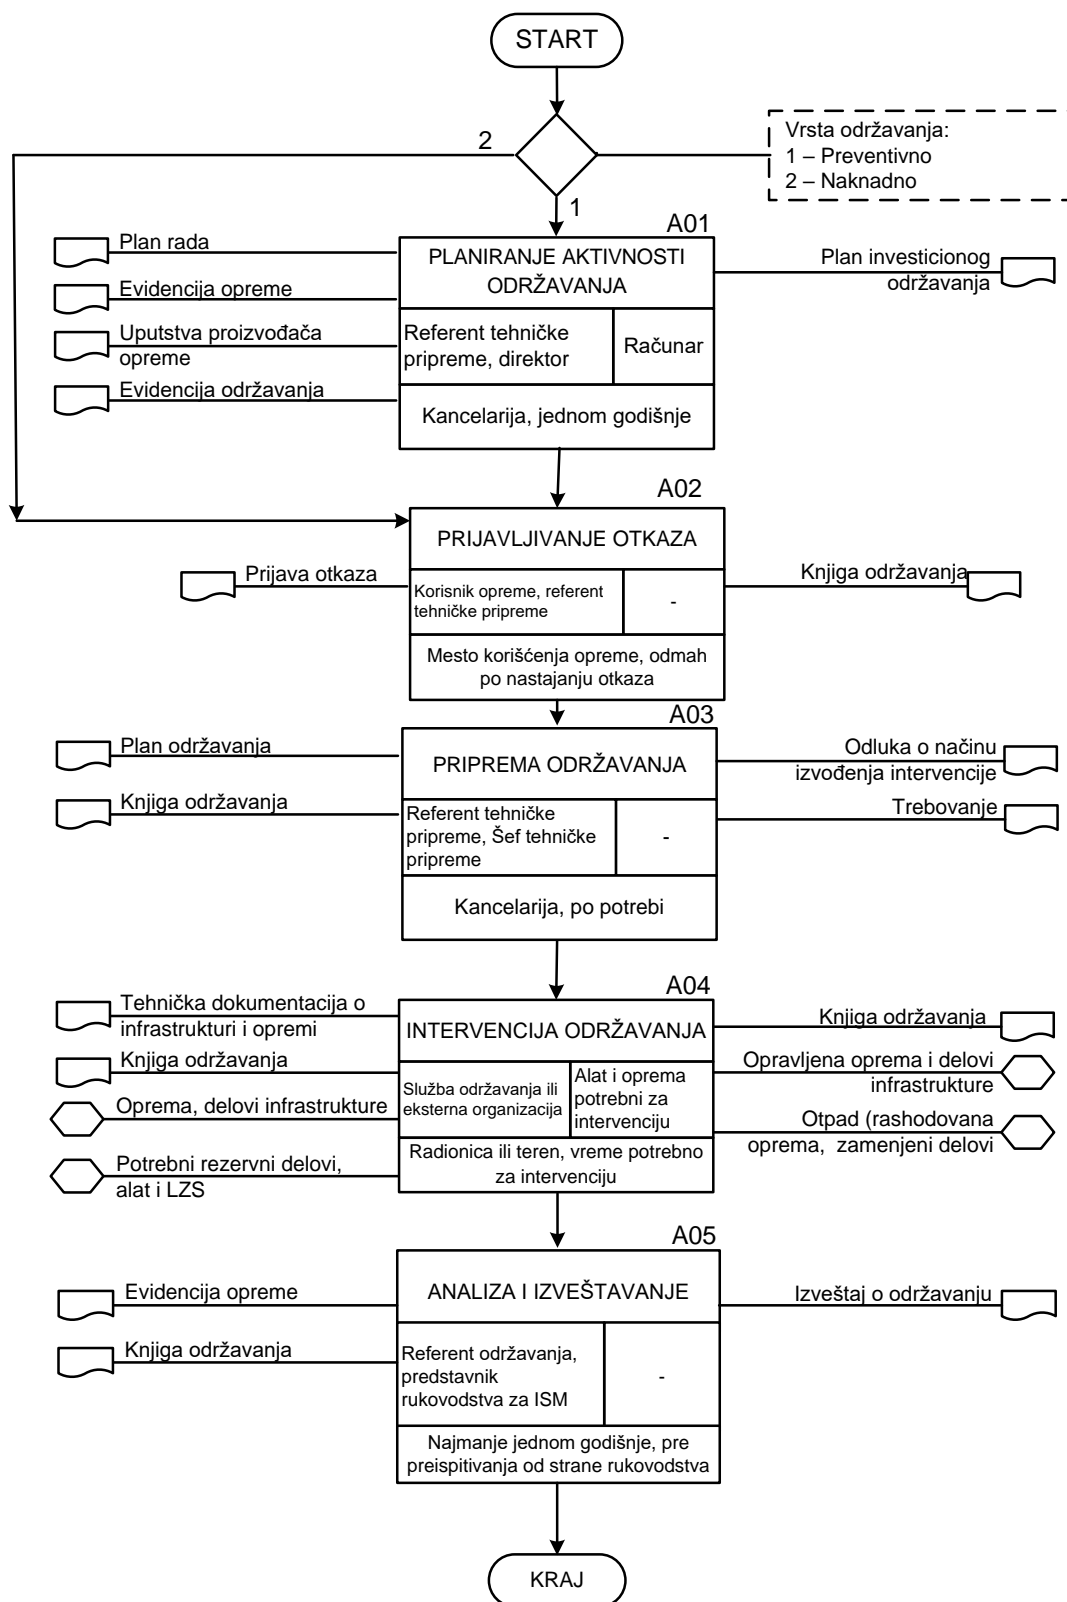 START
2
1
Vrsta održavanja:
1 – Preventivno
2 – Naknadno
A01
Plan rada
Evidencija opreme
Uputstva proizvođača
opreme
Evidencija održavanja
PLANIRANJE AKTIVNOSTI
ODRŽAVANJA
Referent tehničke
pripreme, direktor
Računar
Kancelarija, jednom godišnje
Plan investicionog
održavanja
A02
Prijava otkaza
PRIJAVLJIVANJE OTKAZA
Korisnik opreme, referent
tehničke pripreme
-
Mesto korišćenja opreme, odmah
po nastajanju otkaza
Knjiga održavanja
A03
Plan održavanja
Knjiga održavanja
PRIPREMA ODRŽAVANJA
Referent tehničke
pripreme, Šef tehničke
pripreme
-
Kancelarija, po potrebi
Odluka o načinu
izvođenja intervencije
Trebovanje
A04
Tehnička dokumentacija o
infrastrukturi i opremi
Knjiga održavanja
Oprema, delovi infrastrukture
Potrebni rezervni delovi,
alat i LZS
INTERVENCIJA ODRŽAVANJA
Služba održavanja ili
eksterna organizacija
Alat i oprema
potrebni za
intervenciju
Radionica ili teren, vreme potrebno
za intervenciju
Knjiga održavanja
Opravljena oprema i delovi
infrastrukture
Otpad (rashodovana
oprema, zamenjeni delovi
A05
Evidencija opreme
Knjiga održavanja
ANALIZA I IZVEŠTAVANJE
Referent održavanja,
predstavnik
rukovodstva za ISM
-
Najmanje jednom godišnje, pre
preispitivanja od strane rukovodstva
Izveštaj o održavanju
KRAJ